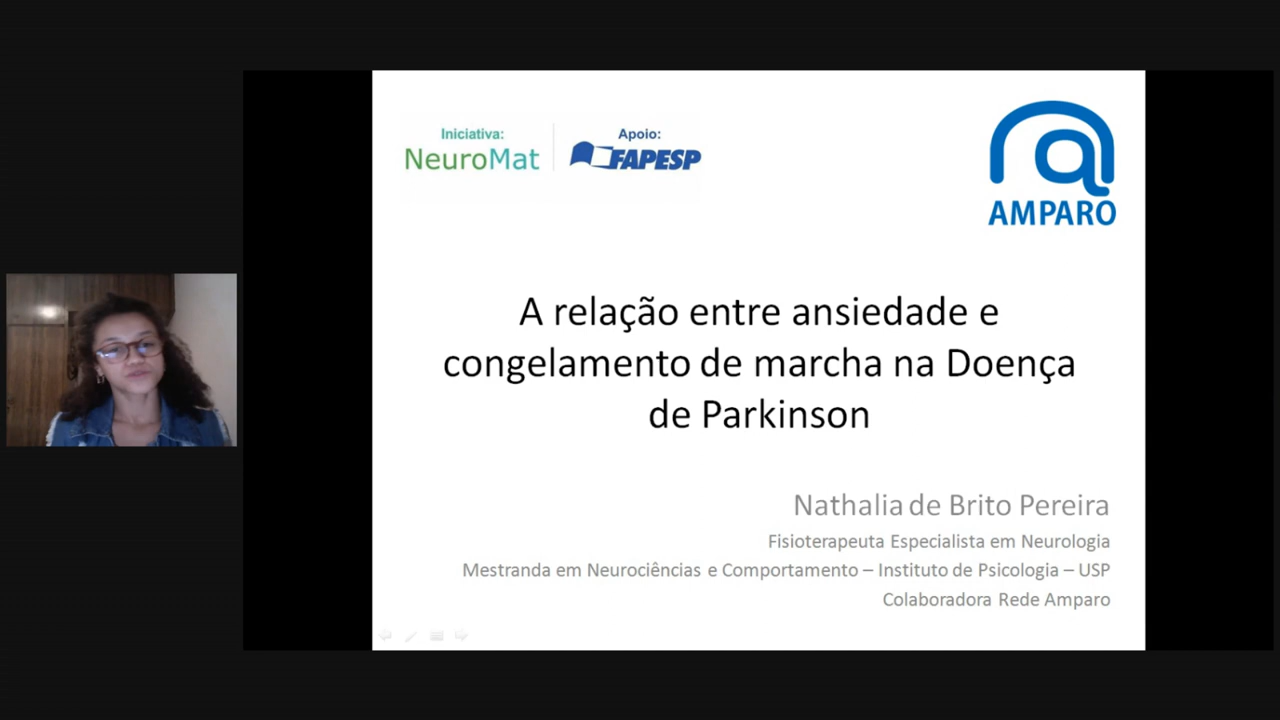 Iniciativa:
NeuroMat
Apoio:
FAPESP
AMPARO
A relação entre ansiedade e
congelamento de marcha na Doença
de Parkinson
Nathalia de Brito Pereira
Fisioterapeuta Especialista em Neurologia
Mestranda em Neurociências e Comportamento – Instituto de Psicologia – USP
Colaboradora Rede Amparo